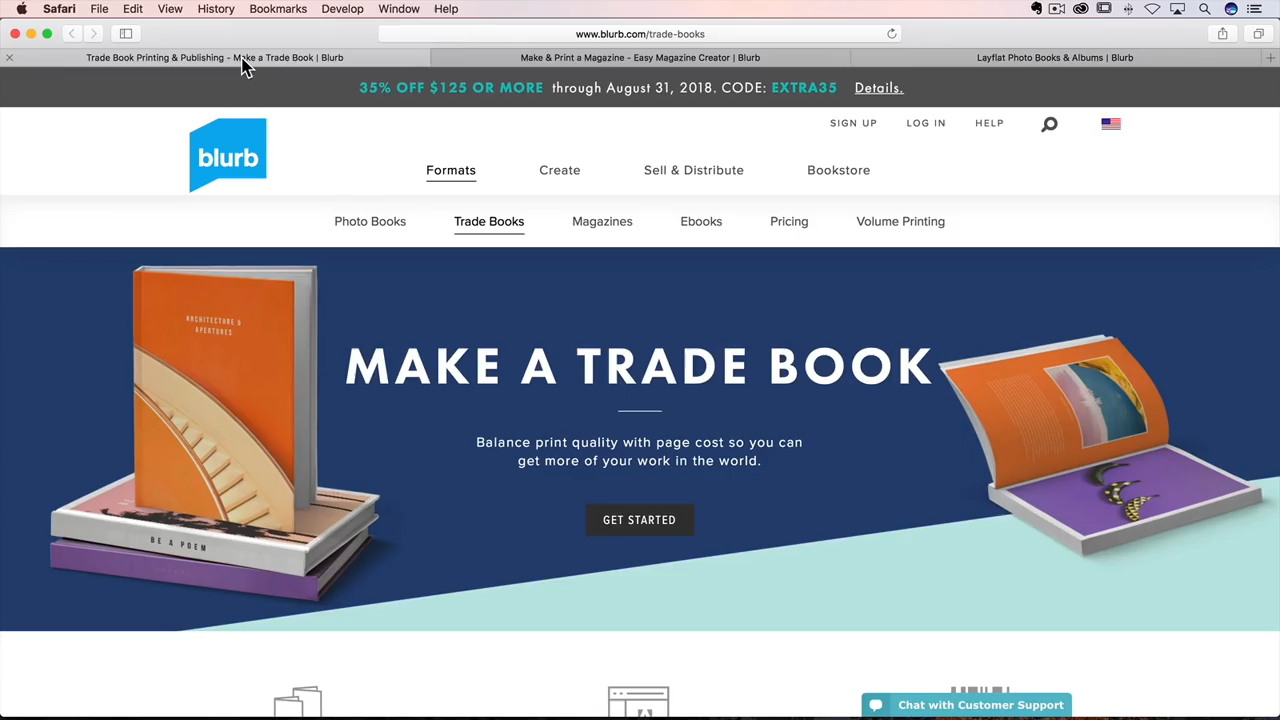 Safari File Edit View History Bookmarks Develop Window Help
www.blurb.com/trade-books
Trade Book Printing & Publishing - Make a Trade Book | Blurb
Make & Print a Magazine - Easy Magazine Creator | Blurb
Layflat Photo Books & Albums | Blurb
35% OFF $125 OR MORE through August 31, 2018. CODE: EXTRA35 Details.
SIGN UP LOG IN HELP
blurb
Formats Create Sell & Distribute Bookstore
Photo Books Trade Books Magazines Ebooks Pricing Volume Printing
ARCHITECTURE &
APERTURES
BE A POEM
MAKE A TRADE BOOK
Balance print quality with page cost so you can
get more of your work in the world.
GET STARTED
Chat with Customer Support